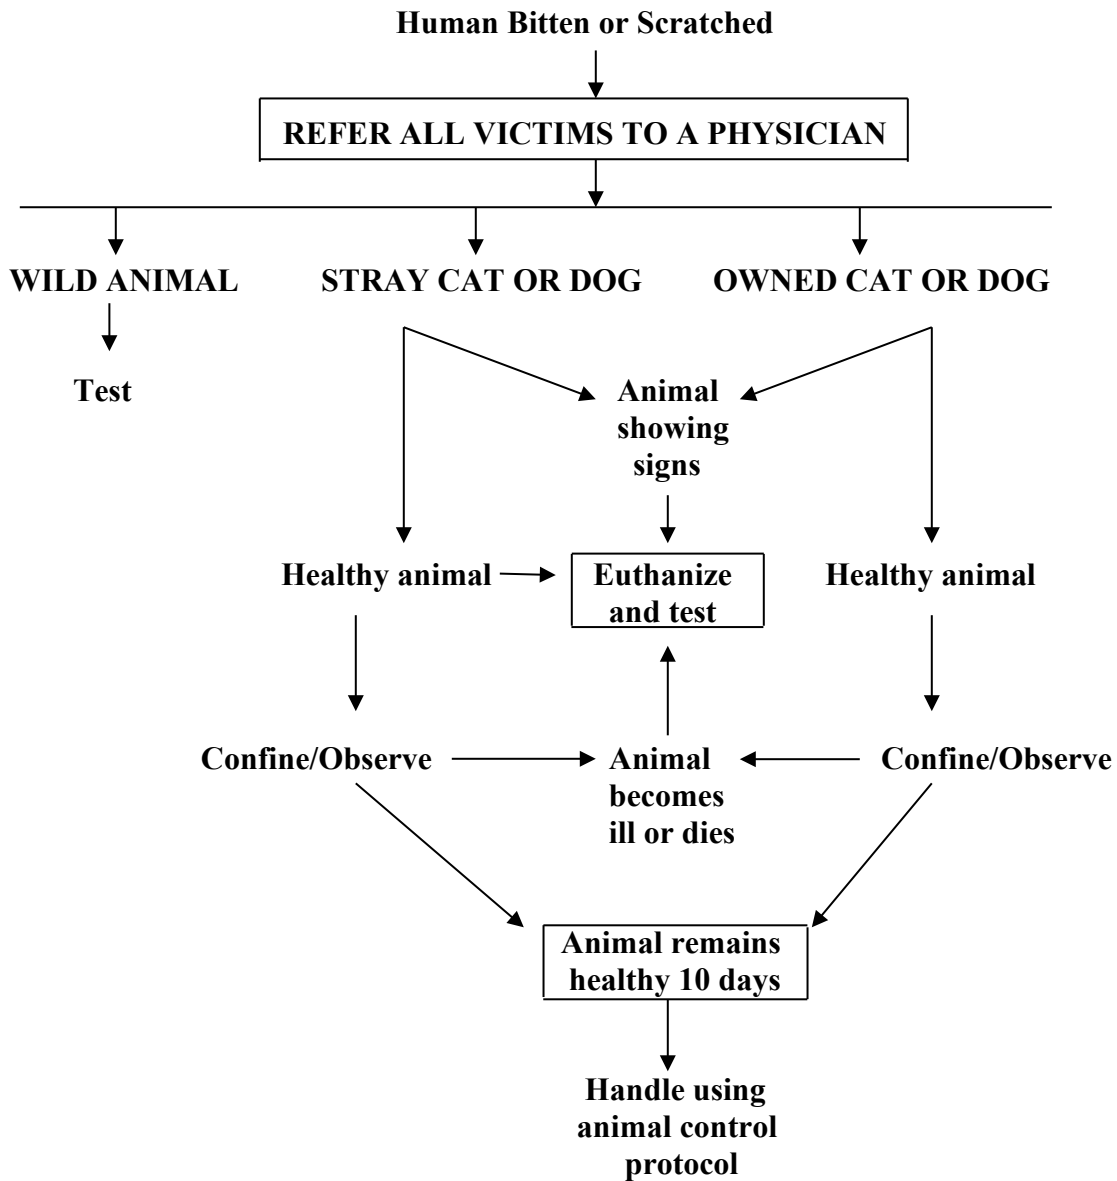 Human Bitten or Scratched
REFER ALL VICTIMS TO A PHYSICIAN
WILD ANIMAL
STRAY CAT OR DOG
OWNED CAT OR DOG
Test
Animal
showing
signs
Healthy animal
Euthanize
and test
Healthy animal
Confine/Observe
Animal
becomes
ill or dies
Confine/Observe
Animal remains
healthy 10 days
Handle using
animal control
protocol